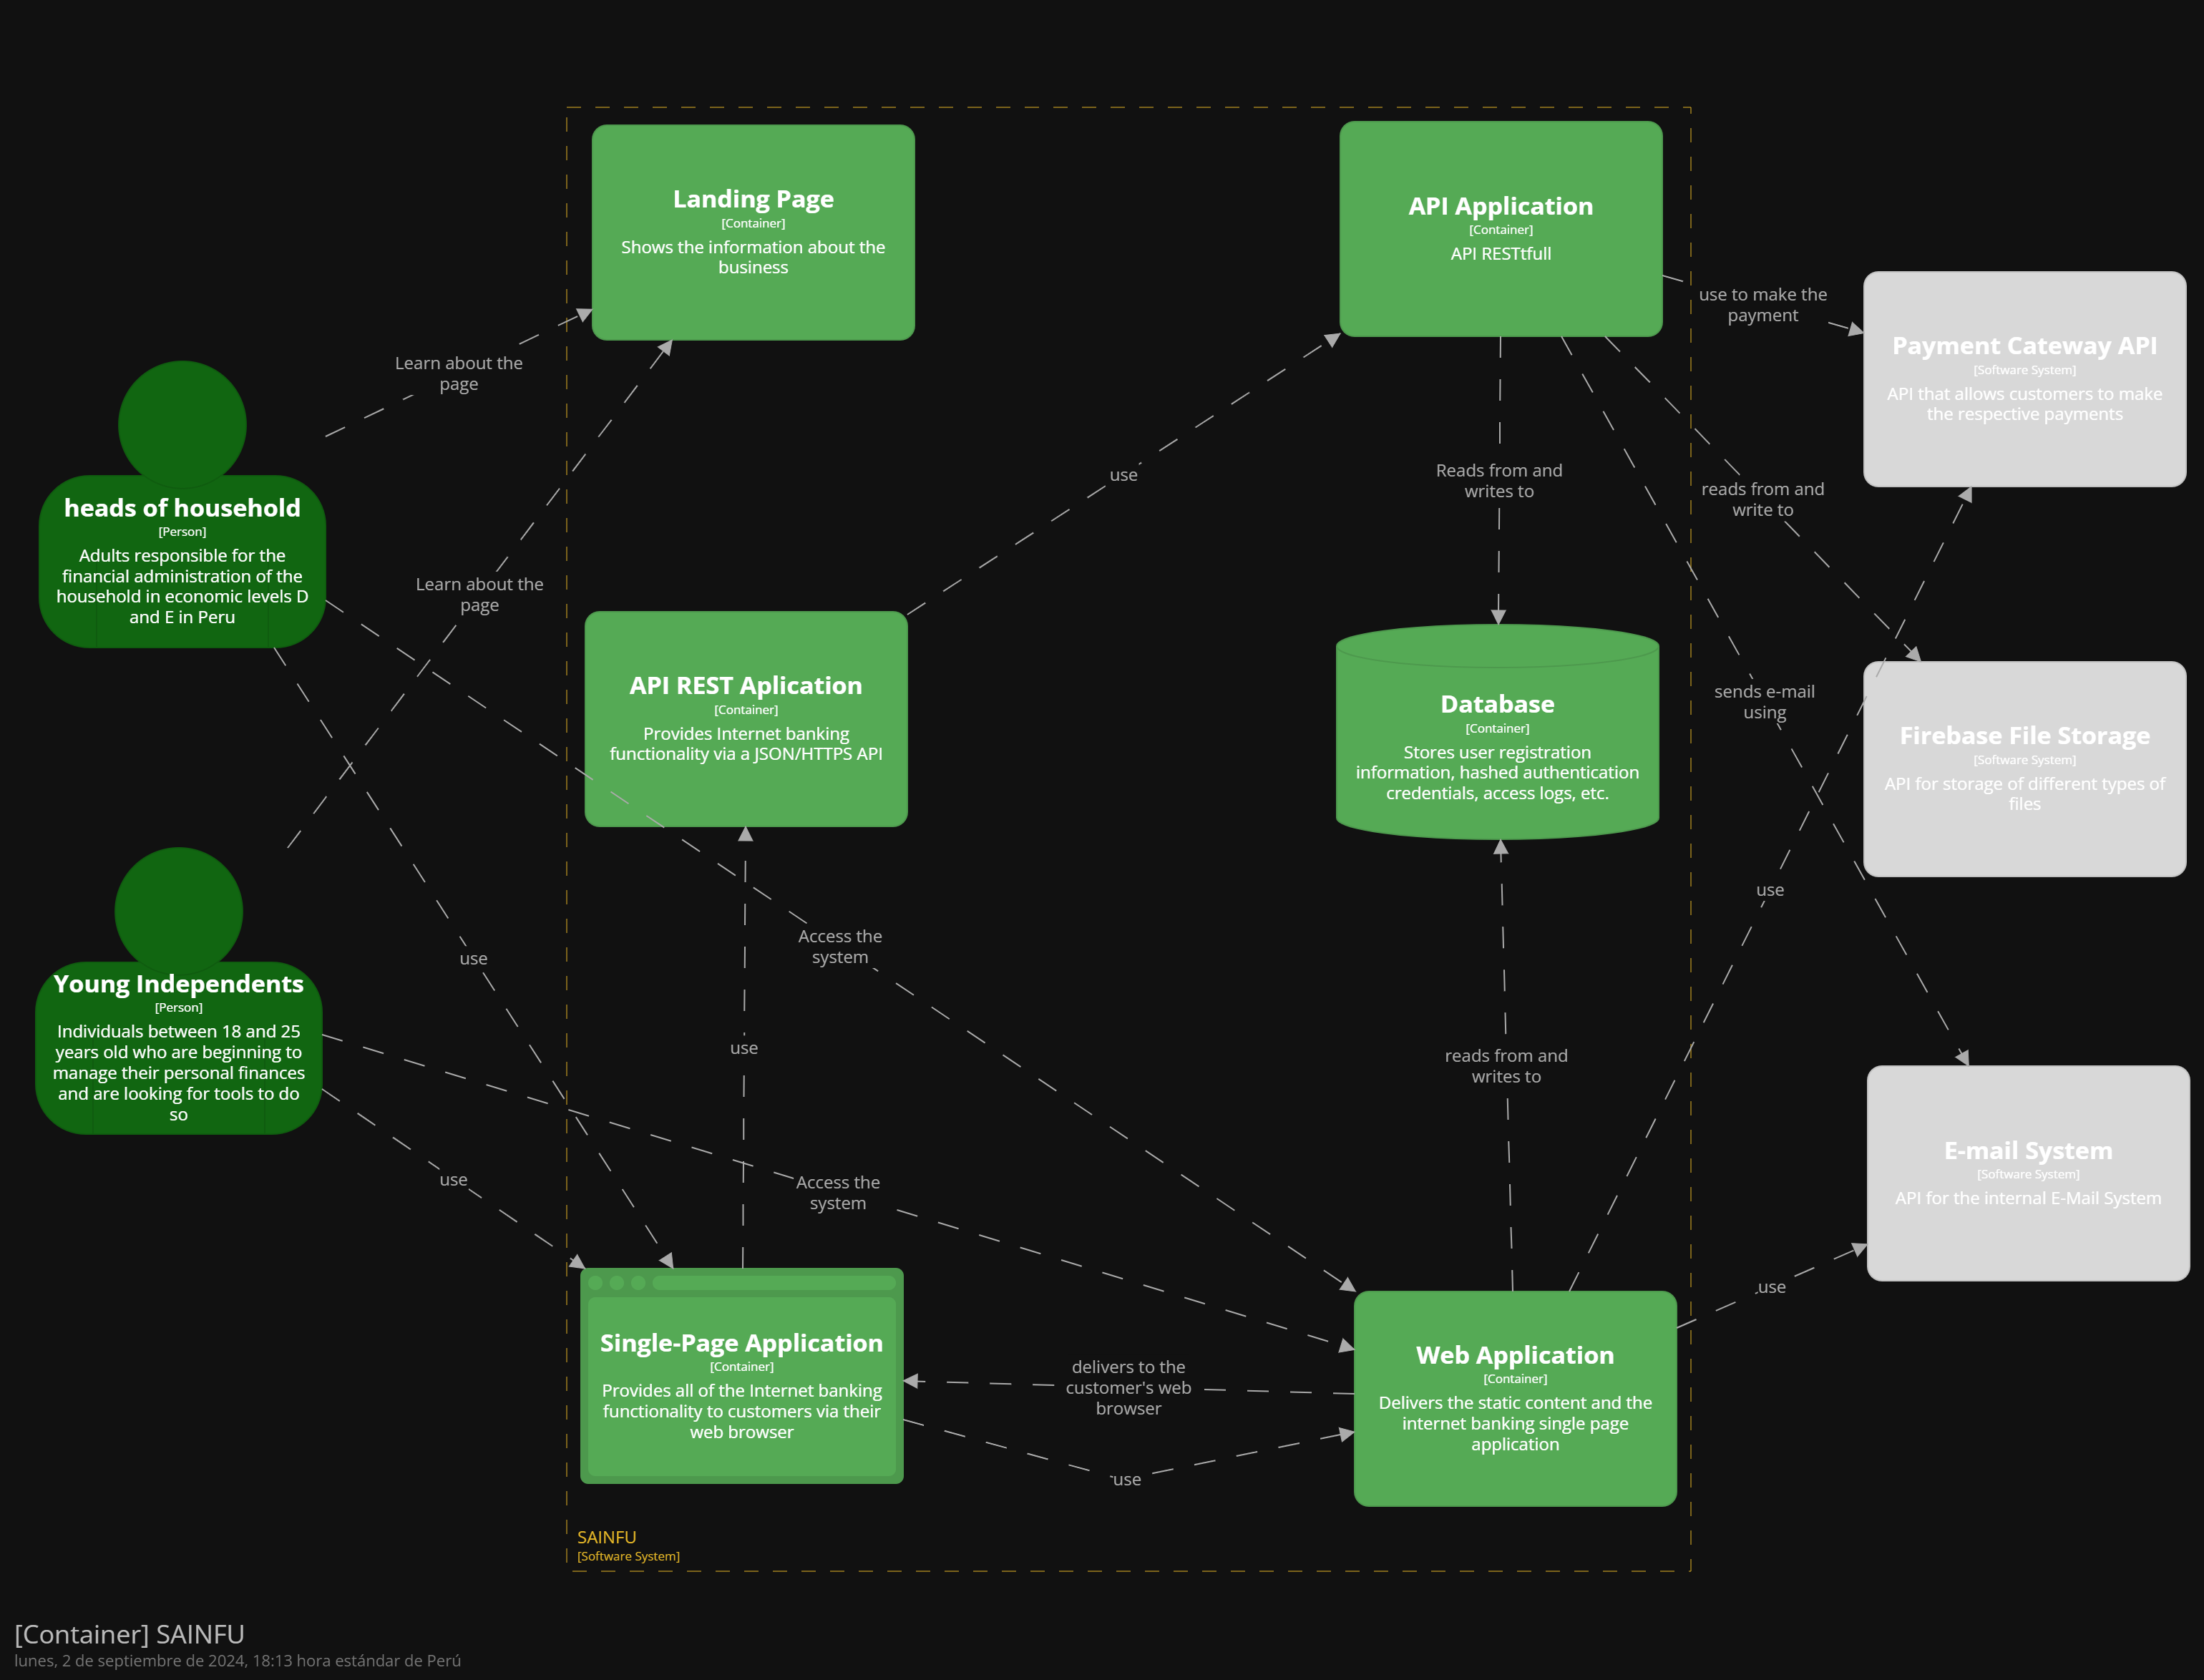 Landing Page
[Container]
Shows the information about the
business
API Application
[Container]
API RESTtfull
use to make the
payment
Payment Cateway API
[Software System]
API that allows customers to make
the respective payments
Learn about the
page
heads of household
[Person]
Adults responsible for the
financial administration of the
household in economic levels D
and E in Peru
Learn about the
page
use
Reads from and
writes to
reads from and
write to
API REST Aplication
[Container]
Provides Internet banking
functionality via a JSON/HTTPS API
Database
[Container]
Stores user registration
information, hashed authentication
credentials, access logs, etc.
sends e-mail
using
Firebase File Storage
[Software System]
API for storage of different types of
files
use
Access the
system
use
Young Independents
[Person]
Individuals between 18 and 25
years old who are beginning to
manage their personal finances
and are looking for tools to do
so
use
reads from and
writes to
use
Access the
system
E-mail System
[Software System]
API for the internal E-Mail System
use
Single-Page Application
[Container]
Provides all of the Internet banking
functionality to customers via their
web browser
delivers to the
customer's web
browser
use
Web Application
[Container]
Delivers the static content and the
internet banking single page
application
SAINFU
[Software System]
[Container] SAINFU
lunes, 2 de septiembre de 2024, 18:13 hora estándar de Perú